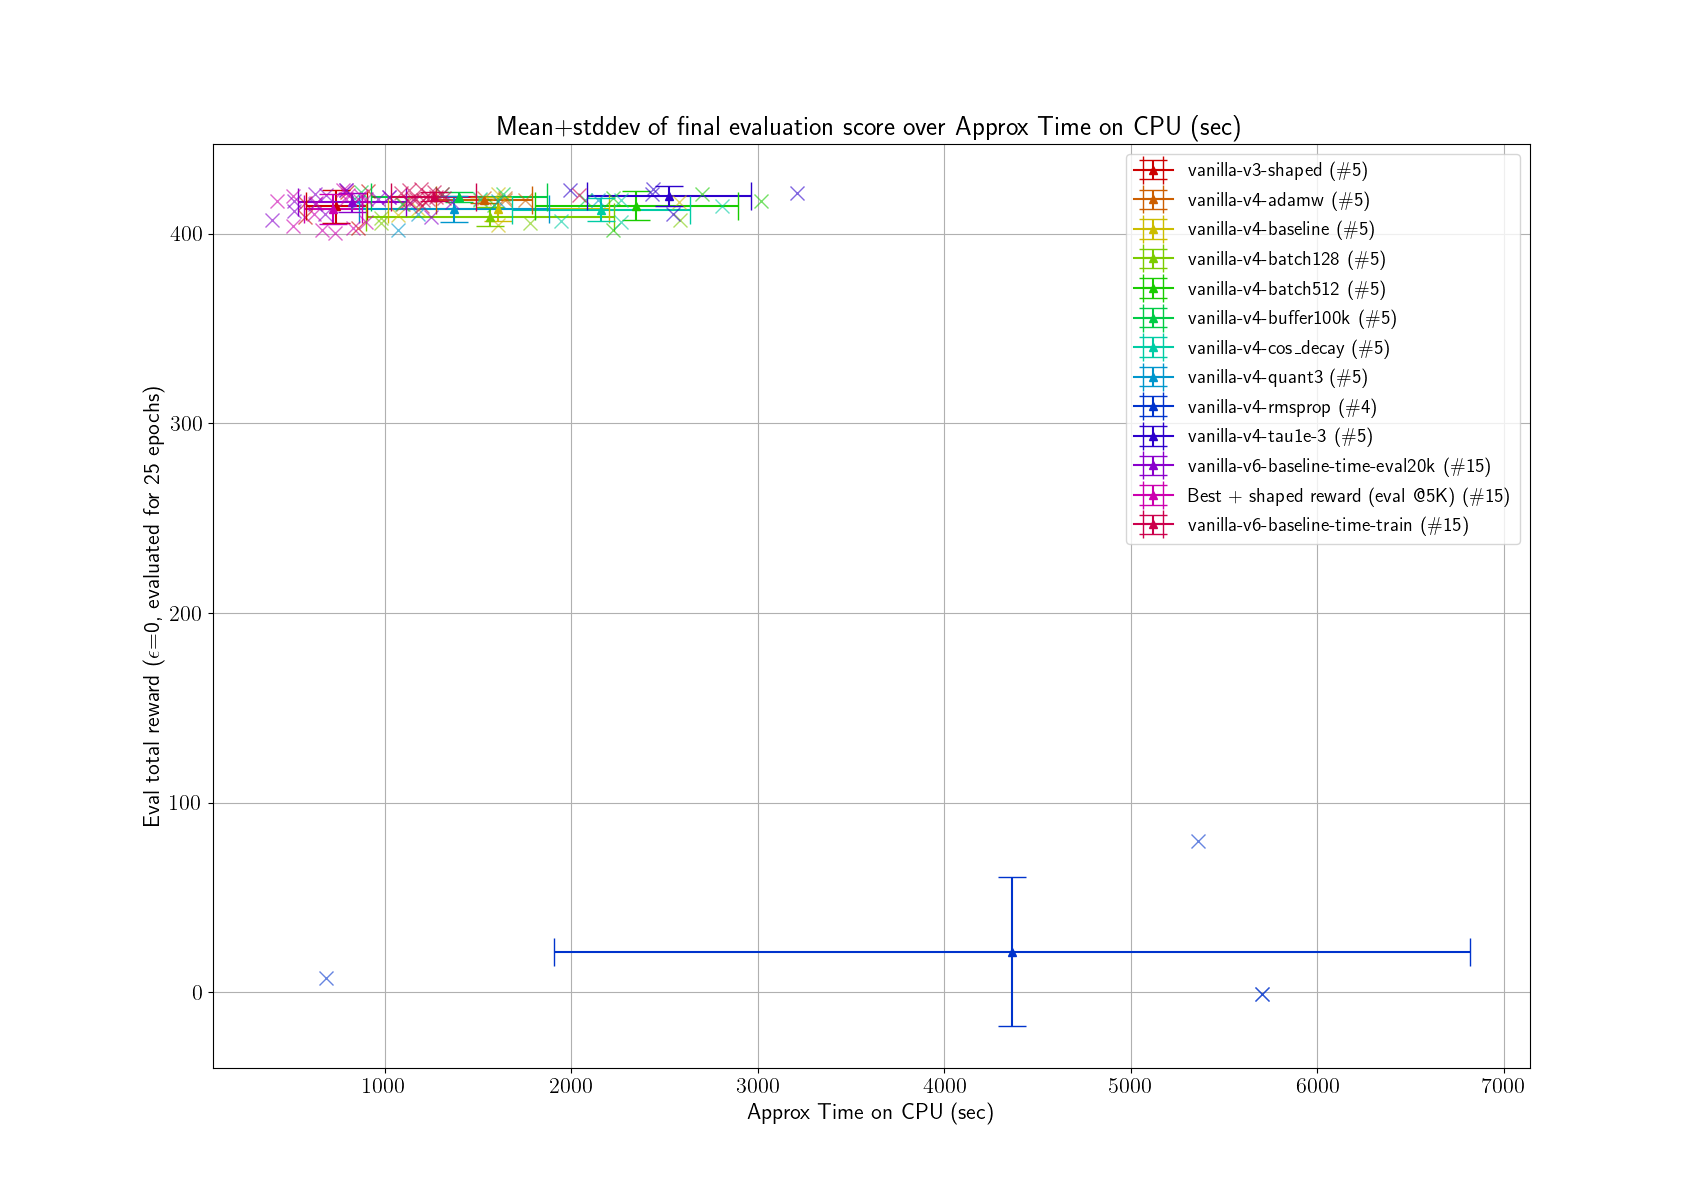 Mean+stddev of final evaluation score over Approx Time on CPU (sec)
vanilla-v3-shaped (#5)
vanilla-v4-adamw (#5)
vanilla-v4-baseline (#5)
vanilla-v4-batch128 (#5)
vanilla-v4-batch512 (#5)
vanilla-v4-buffer100k (#5)
vanilla-v4-cos_decay (#5)
vanilla-v4-quant3 (#5)
vanilla-v4-rmsprop (#4)
vanilla-v4-tau1e-3 (#5)
vanilla-v6-baseline-time-eval20k (#15)
Best + shaped reward (eval @5K) (#15)
vanilla-v6-baseline-time-train (#15)
Eval total reward (ϵ=0, evaluated for 25 epochs)
400
300
200
100
0
1000 2000 3000 4000 5000 6000 7000
Approx Time on CPU (sec)